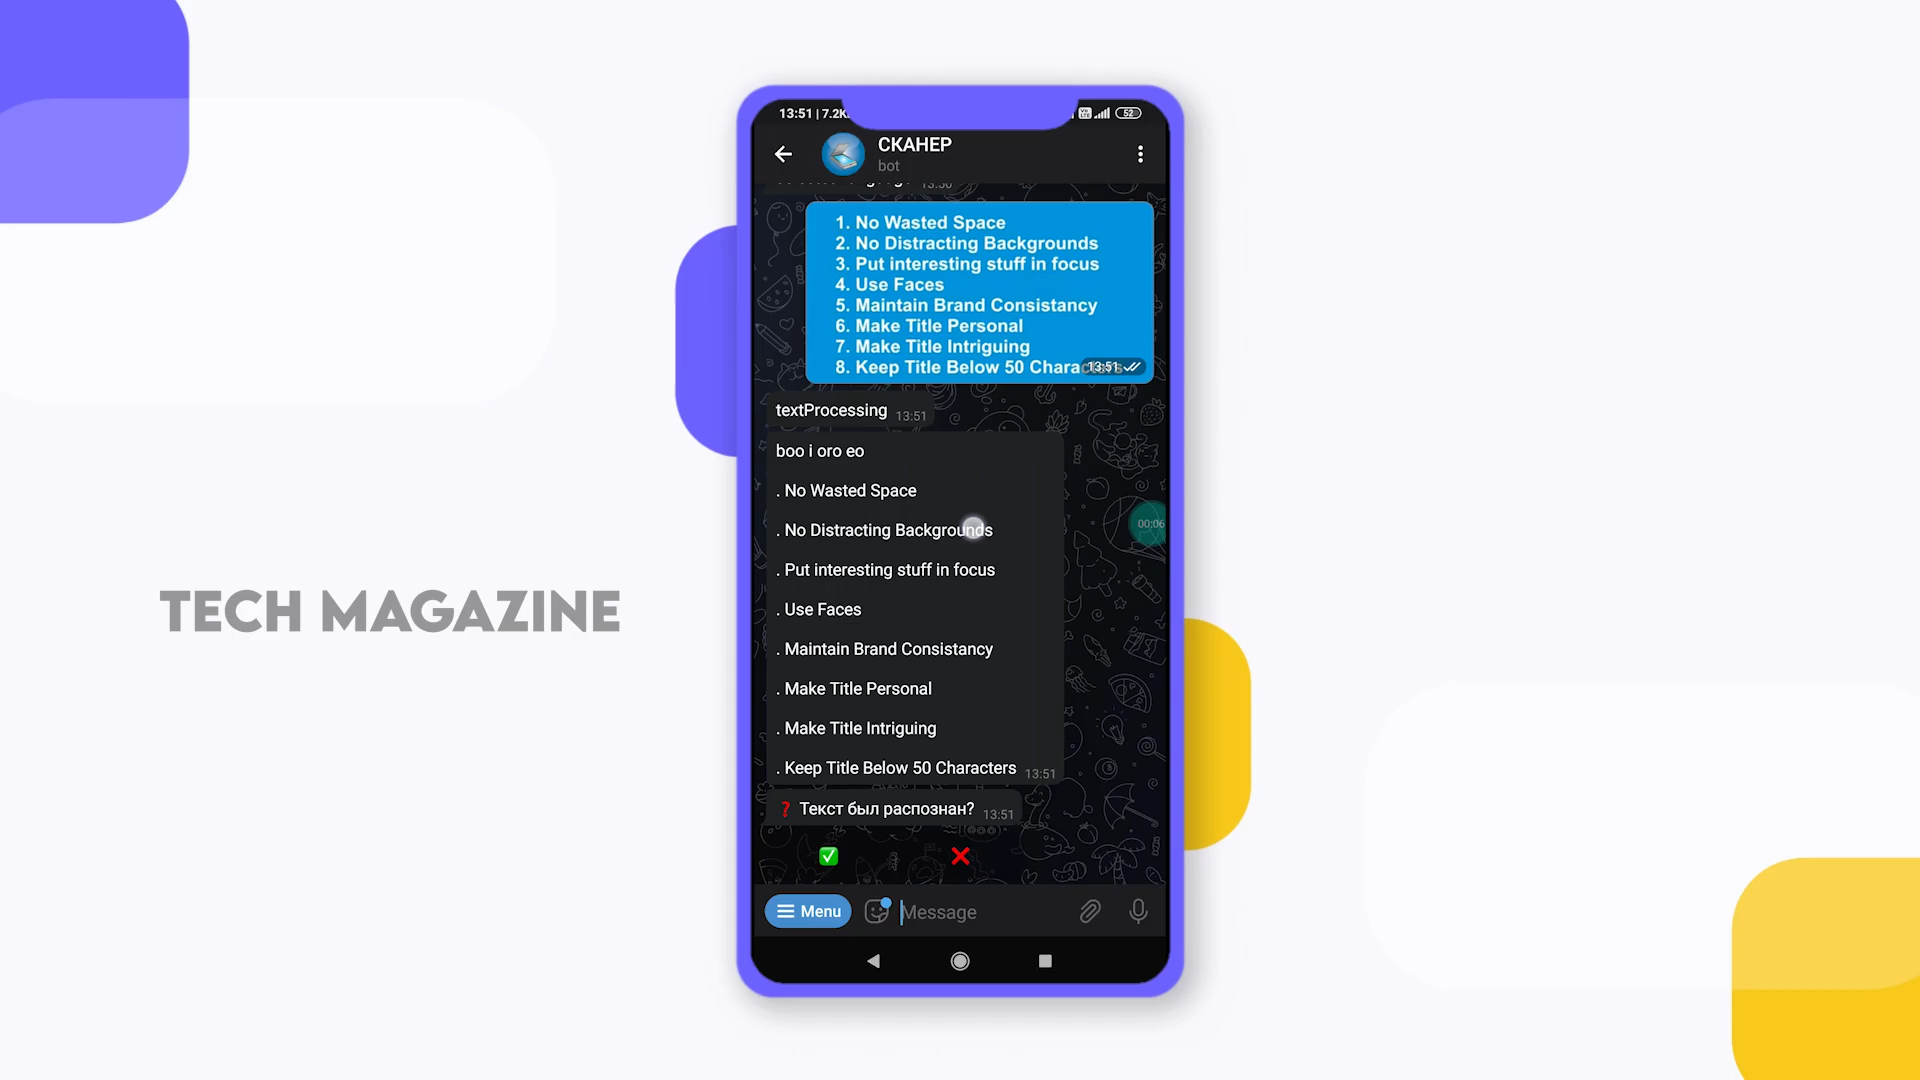 13:51 | 7.2K
52
СКАНЕР
bot
13:50
1. No Wasted Space
2. No Distracting Backgrounds
3. Put interesting stuff in focus
4. Use Faces
5. Maintain Brand Consistancy
6. Make Title Personal
7. Make Title Intriguing
8. Keep Title Below 50 Characters
13:51
textProcessing 13:51
boo i oro eo
. No Wasted Space
. No Distracting Backgrounds
00:06
. Put interesting stuff in focus
. Use Faces
TECH MAGAZINE
. Maintain Brand Consistancy
. Make Title Personal
. Make Title Intriguing
. Keep Title Below 50 Characters 13:51
❓ Текст был распознан? 13:51
Menu
Message